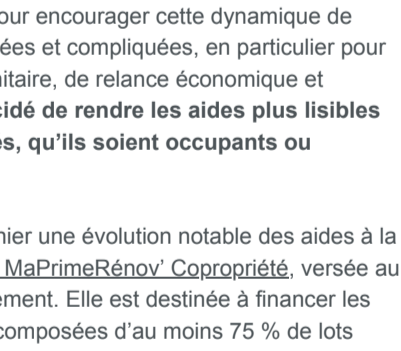 our encourager cette dynamique de
ées et compliquées, en particulier pour
nitaire, de relance économique et
cidé de rendre les aides plus lisibles
es, qu'ils soient occupants ou
nier une évolution notable des aides à la
MaPrimeRénov' Copropriété, versée au
ement. Elle est destinée à financer les
composées d'au moins 75 % de lots